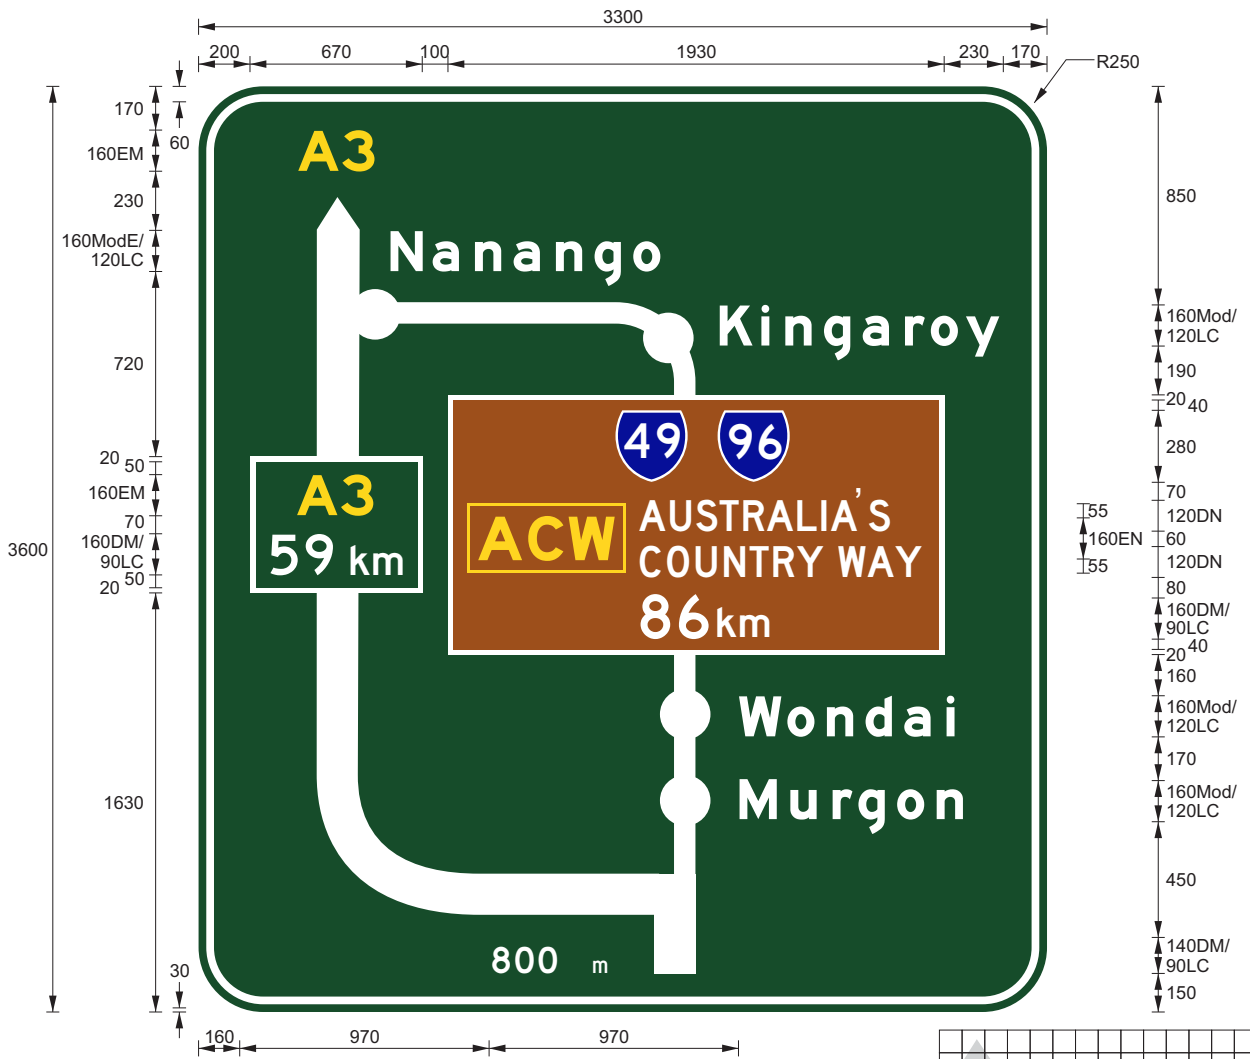 3300
200 670 100 1930 230 170
R250
170
60
160EM
230
160ModE/
120LC
720
20
50
160EM
70
160DM/
90LC
50
20
3600
1630
30
A3
Nanango
Kingaroy
49 96
A3
59 km
ACW
AUSTRALIA'S
COUNTRY WAY
86km
Wondai
Murgon
800 m
850
160Mod/
120LC
190
20
40
280
70
120DN
60
120DN
80
160DM/
90LC
40
20
160
160Mod/
120LC
170
160Mod/
120LC
450
140DM/
90LC
150
55
160EN
55
160 970 970